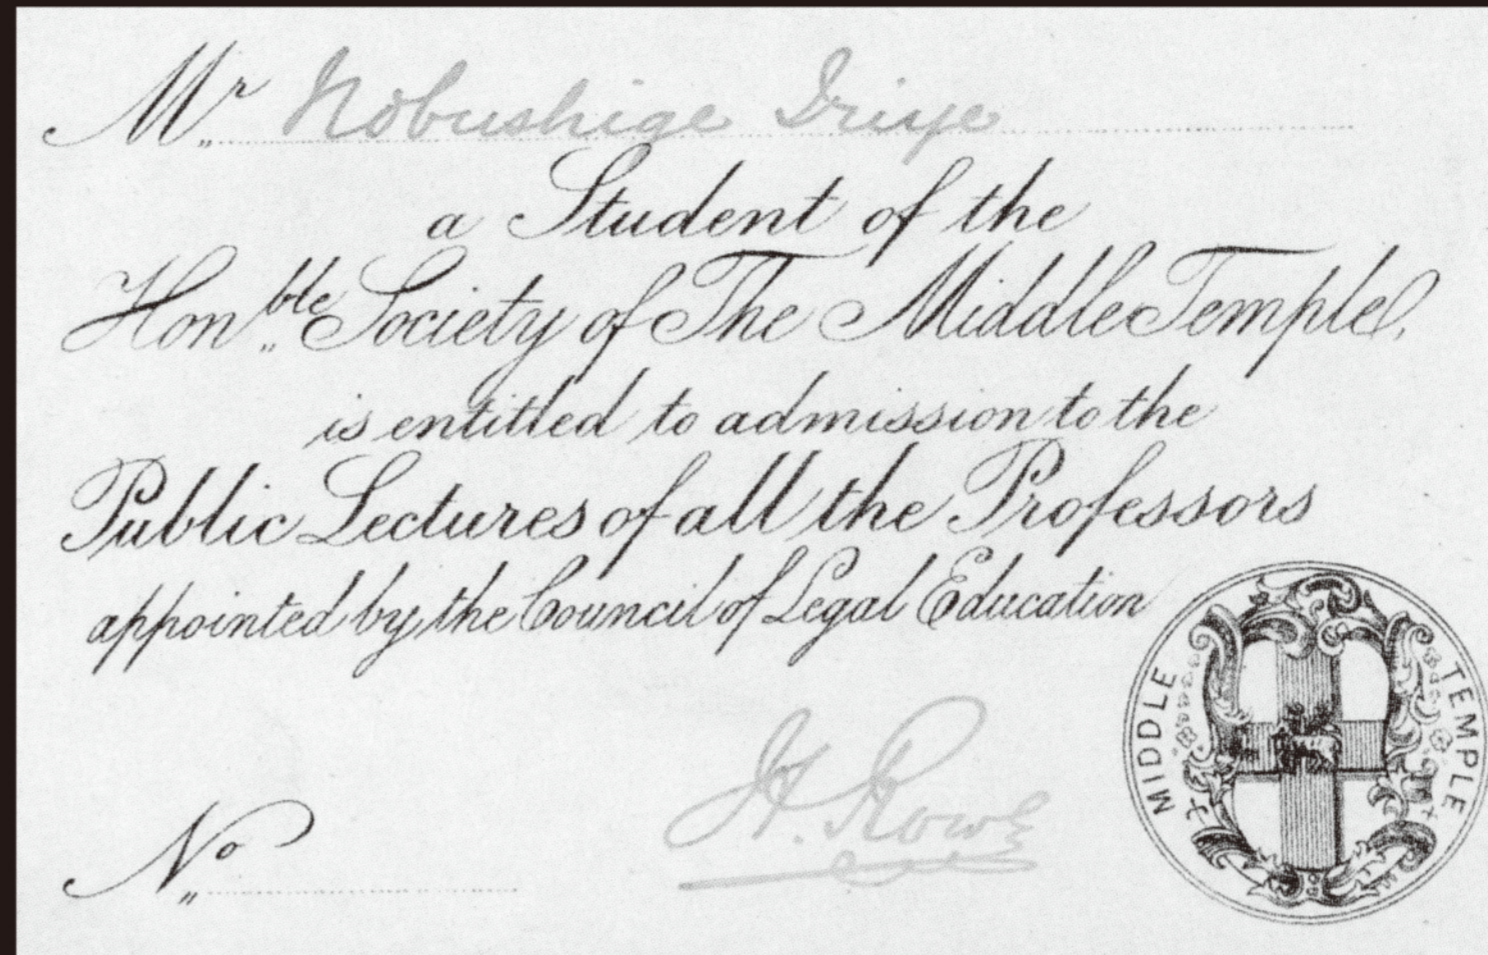 Mr Nobushige Iriye
a Student of the
Honble Society of The Middle Temple,
is entitled to admission to the
Public Lectures of all the Professors
appointed by the Council of Legal Education
MIDDLE TEMPLE
H. Rowe
No